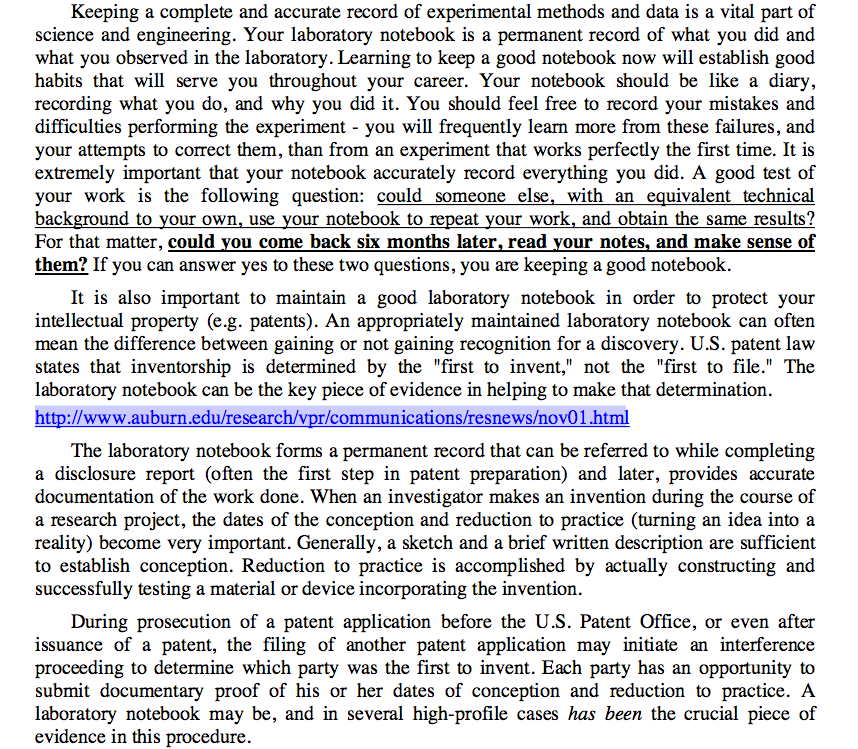 Keeping a complete and accurate record of experimental methods and data is a vital part of
science and engineering. Your laboratory notebook is a permanent record of what you did and
what you observed in the laboratory. Learning to keep a good notebook now will establish good
habits that will serve you throughout your career. Your notebook should be like a diary,
recording what you do, and why you did it. You should feel free to record your mistakes and
difficulties performing the experiment - you will frequently learn more from these failures, and
your attempts to correct them, than from an experiment that works perfectly the first time. It is
extremely important that your notebook accurately record everything you did. A good test of
your work is the following question: could someone else, with an equivalent technical
background to your own, use your notebook to repeat your work, and obtain the same results?
For that matter, could you come back six months later, read your notes, and make sense of
them? If you can answer yes to these two questions, you are keeping a good notebook.
It is also important to maintain a good laboratory notebook in order to protect your
intellectual property (e.g. patents). An appropriately maintained laboratory notebook can often
mean the difference between gaining or not gaining recognition for a discovery. U.S. patent law
states that inventorship is determined by the "first to invent," not the "first to file." The
laboratory notebook can be the key piece of evidence in helping to make that determination.
http://www.auburn.edu/research/vpr/communications/resnews/nov01.html
The laboratory notebook forms a permanent record that can be referred to while completing
a disclosure report (often the first step in patent preparation) and later, provides accurate
documentation of the work done. When an investigator makes an invention during the course of
a research project, the dates of the conception and reduction to practice (turning an idea into a
reality) become very important. Generally, a sketch and a brief written description are sufficient
to establish conception. Reduction to practice is accomplished by actually constructing and
successfully testing a material or device incorporating the invention.
During prosecution of a patent application before the U.S. Patent Office, or even after
issuance of a patent, the filing of another patent application may initiate an interference
proceeding to determine which party was the first to invent. Each party has an opportunity to
submit documentary proof of his or her dates of conception and reduction to practice. A
laboratory notebook may be, and in several high-profile cases has been the crucial piece of
evidence in this procedure.